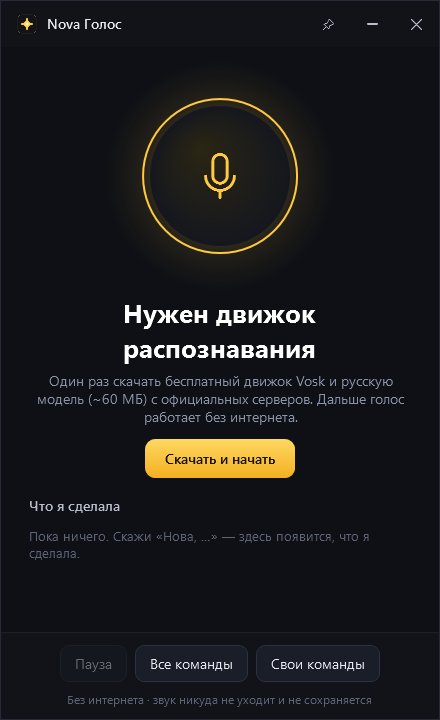 Nova Голос
Нужен движок
распознавания
Один раз скачать бесплатный движок Vosk и русскую
модель (~60 МБ) с официальных серверов. Дальше голос
работает без интернета.
Скачать и начать
Что я сделала
Пока ничего. Скажи «Нова, ...» — здесь появится, что я
сделала.
Пауза
Все команды
Свои команды
Без интернета · звук никуда не уходит и не сохраняется